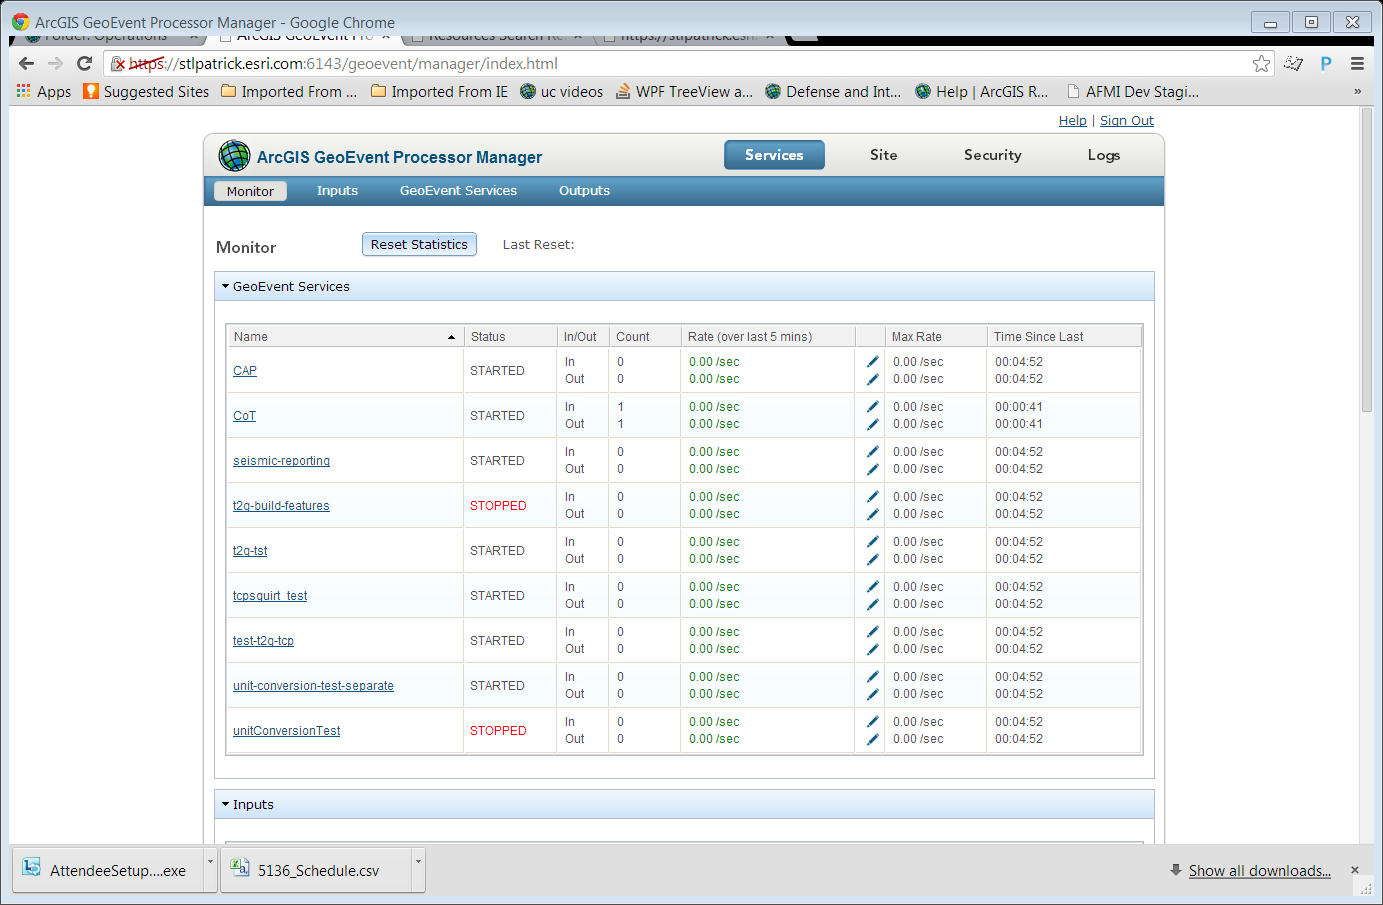 ArcGIS GeoEvent Processor Manager - Google Chrome
Folder: Operations ArcGIS GeoEvent Pro Resources Search Re https://stlpatrick.esri
https://stlpatrick.esri.com:6143/geoevent/manager/index.html
Apps Suggested Sites Imported From ... Imported From IE uc videos WPF TreeView a... Defense and Int... Help | ArcGIS R... AFMI Dev Stagi... »
Help | Sign Out
ArcGIS GeoEvent Processor Manager Services Site Security Logs
Monitor Inputs GeoEvent Services Outputs
Monitor Reset Statistics Last Reset:
GeoEvent Services
Name Status In/Out Count Rate (over last 5 mins) Max Rate Time Since Last
CAP STARTED In 0 0.00 /sec 0.00 /sec 00:04:52
Out 0 0.00 /sec 0.00 /sec 00:04:52
CoT STARTED In 1 0.00 /sec 0.00 /sec 00:00:41
Out 1 0.00 /sec 0.00 /sec 00:00:41
seismic-reporting STARTED In 0 0.00 /sec 0.00 /sec 00:04:52
Out 0 0.00 /sec 0.00 /sec 00:04:52
t2g-build-features STOPPED In 0 0.00 /sec 0.00 /sec 00:04:52
Out 0 0.00 /sec 0.00 /sec 00:04:52
t2g-tst STARTED In 0 0.00 /sec 0.00 /sec 00:04:52
Out 0 0.00 /sec 0.00 /sec 00:04:52
tcpsquirt_test STARTED In 0 0.00 /sec 0.00 /sec 00:04:52
Out 0 0.00 /sec 0.00 /sec 00:04:52
test-t2g-tcp STARTED In 0 0.00 /sec 0.00 /sec 00:04:52
Out 0 0.00 /sec 0.00 /sec 00:04:52
unit-conversion-test-separate STARTED In 0 0.00 /sec 0.00 /sec 00:04:52
Out 0 0.00 /sec 0.00 /sec 00:04:52
unitConversionTest STOPPED In 0 0.00 /sec 0.00 /sec 00:04:52
Out 0 0.00 /sec 0.00 /sec 00:04:52
Inputs
AttendeeSetup....exe 5136_Schedule.csv Show all downloads...